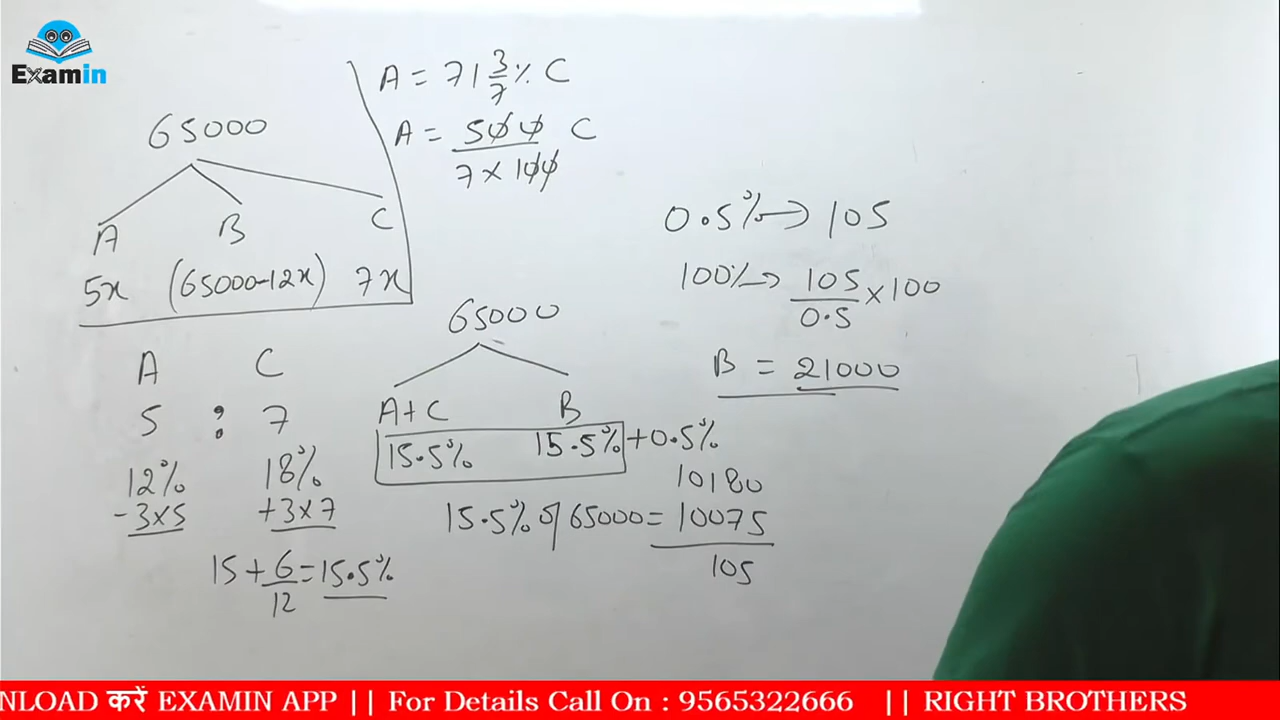 Examin
65000
A B C
5x (65000-12x) 7x
A = 71 3/7 % C
A = 500/7×100 C
A C
5 : 7
12% 18%
-3×5 +3×7
15 + 6/12 = 15.5%
65000
A+C B
15.5% 15.5% +0.5%
10180
15.5% of 65000 = 10075
105
0.5% → 105
100% → 105/0.5 × 100
B = 21000
NLOAD करें EXAMIN APP || For Details Call On : 9565322666 || RIGHT BROTHERS